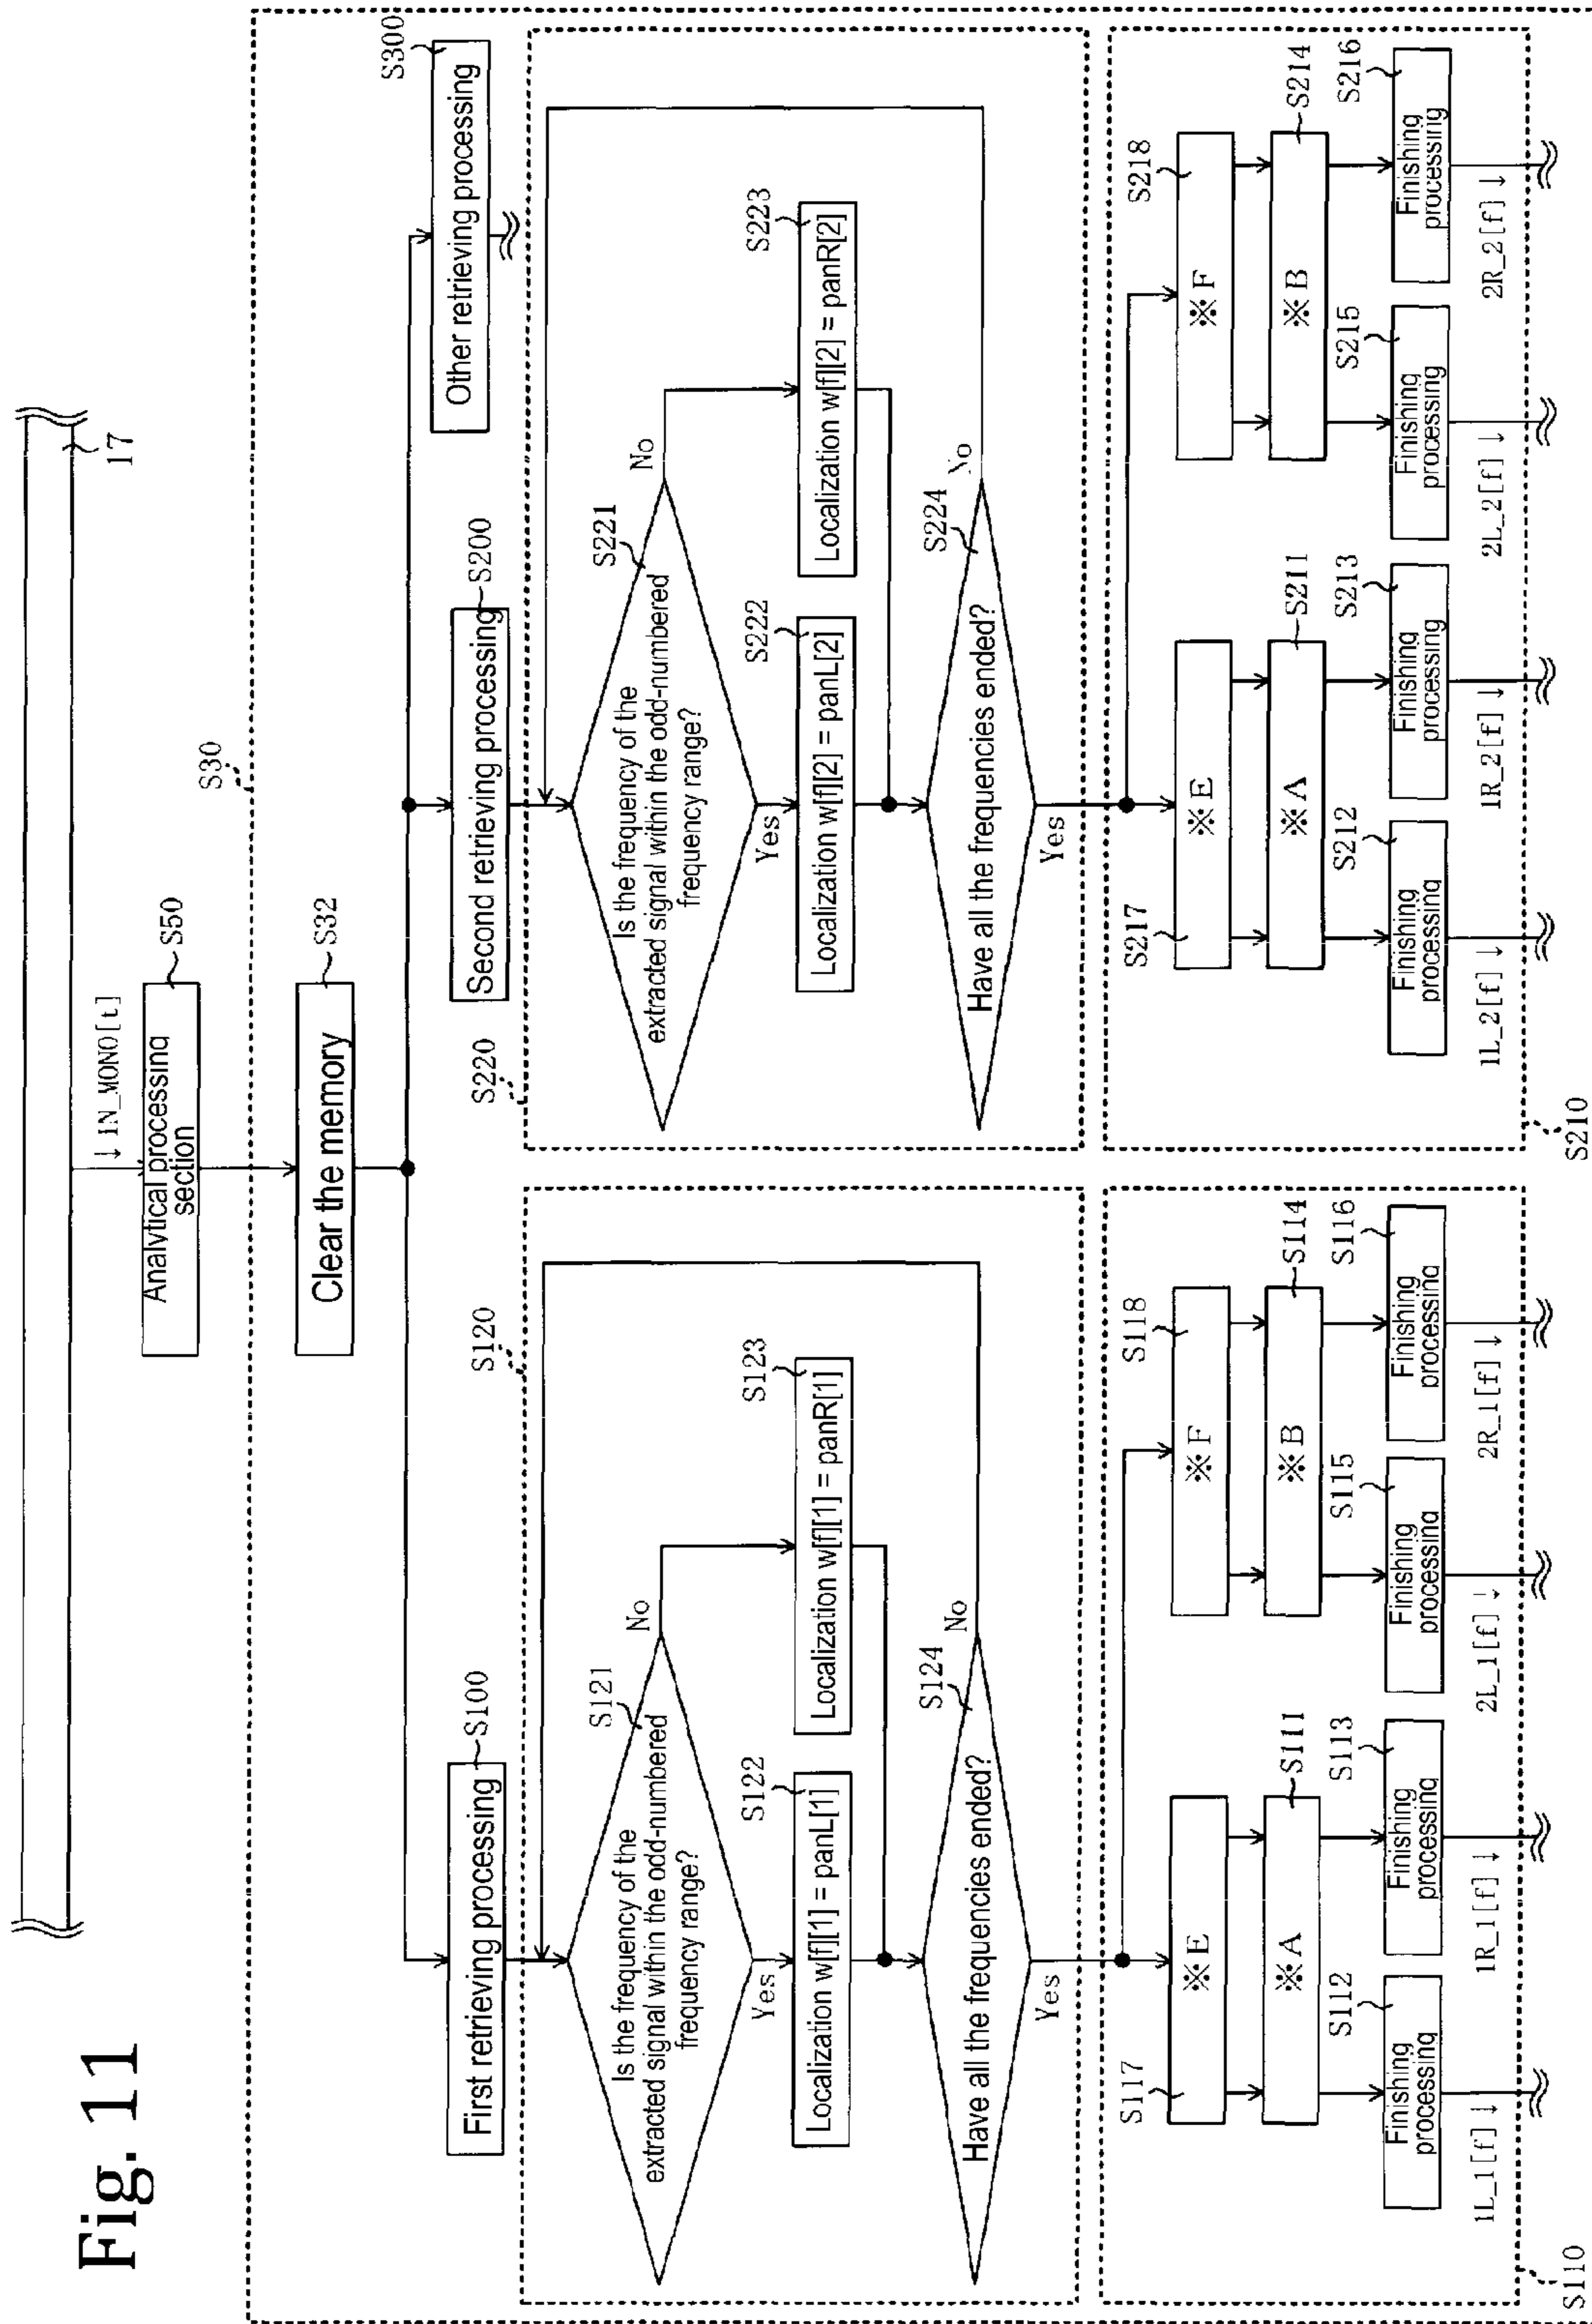 Fig. 11
17
↓ IN_MONO[t]
Analytical processing
section
S50
S30
Clear the memory
S32
First retrieving processing
S100
Second retrieving processing
S200
Other retrieving processing
S300
S120
Is the frequency of the
extracted signal within the odd-numbered
frequency range?
S121
No
Yes
Localization w[f][1] = panL[1]
S122
Localization w[f][1] = panR[1]
S123
Have all the frequencies ended?
S124
No
Yes
S220
Is the frequency of the
extracted signal within the odd-numbered
frequency range?
S221
No
Yes
Localization w[f][2] = panL[2]
S222
Localization w[f][2] = panR[2]
S223
Have all the frequencies ended?
S224
No
Yes
S117
※E
※F
S118
※A
S111
※B
S114
Finishing
processing
S112
Finishing
processing
S113
Finishing
processing
S115
Finishing
processing
S116
1L_1[f] ↓
1R_1[f] ↓
2L_1[f] ↓
2R_1[f] ↓
S110
S217
※E
※F
S218
※A
S211
※B
S214
Finishing
processing
S212
Finishing
processing
S213
Finishing
processing
S215
Finishing
processing
S216
1L_2[f] ↓
1R_2[f] ↓
2L_2[f] ↓
2R_2[f] ↓
S210